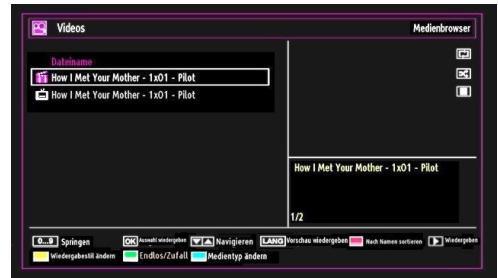 Videos
Medienbrowser
Dateiname
How I Met Your Mother - 1x01 - Pilot
How I Met Your Mother - 1x01 - Pilot
How I Met Your Mother - 1x01 - Pilot
1/2
0...9 Springen OK Auswahl wiedergeben Navigieren LANG Vorschau wiedergeben Nach Namen sortieren Wiedergeben
Wiedergabestil ändern Endlos/Zufall Medientyp ändern